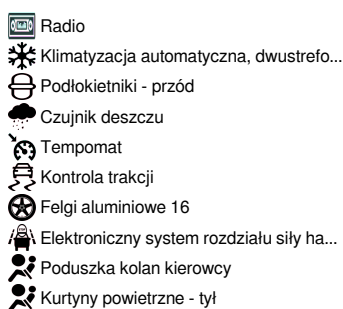 Radio
Klimatyzacja automatyczna, dwustrefo...
Podłokietniki - przód
Czujnik deszczu
Tempomat
Kontrola trakcji
Felgi aluminiowe 16
Elektroniczny system rozdziału siły ha...
Poduszka kolan kierowcy
Kurtyny powietrzne - tył